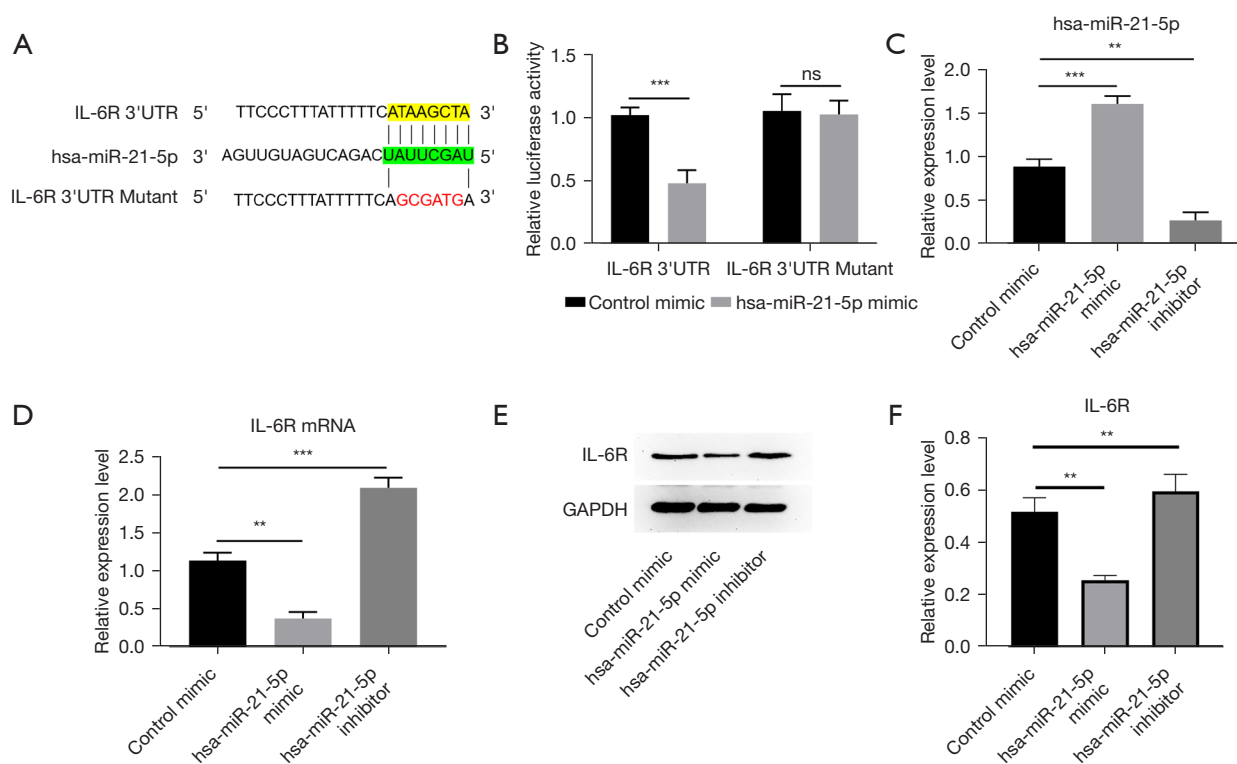 A
IL-6R 3'UTR 5' TTCCCTTTATTTTTCATAAGCTA 3'
hsa-miR-21-5p 3' AGUUGUAGUCAGACUAUUCGAU 5'
IL-6R 3'UTR Mutant 5' TTCCCTTTATTTTTCAGCGATGA 3'
B
Relative luciferase activity
1.5
1.0
0.5
0.0
***
ns
IL-6R 3'UTR IL-6R 3'UTR Mutant
Control mimic hsa-miR-21-5p mimic
C
hsa-miR-21-5p
Relative expression level
2.0
1.5
1.0
0.5
0.0
**
***
Control mimic
hsa-miR-21-5p
mimic
hsa-miR-21-5p
inhibitor
D
IL-6R mRNA
Relative expression level
2.5
2.0
1.5
1.0
0.5
0.0
***
**
Control mimic
hsa-miR-21-5p
mimic
hsa-miR-21-5p
inhibitor
E
IL-6R
GAPDH
Control mimic
hsa-miR-21-5p mimic
hsa-miR-21-5p inhibitor
F
IL-6R
Relative expression level
0.8
0.6
0.4
0.2
0.0
**
**
Control mimic
hsa-miR-21-5p
mimic
hsa-miR-21-5p
inhibitor